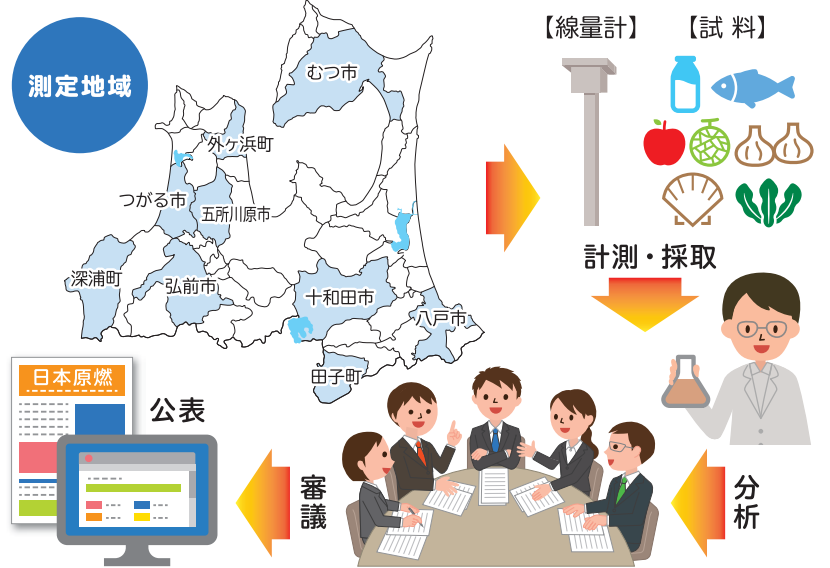 測定地域
むつ市
外ヶ浜町
つがる市
五所川原市
深浦町
弘前市
十和田市
八戸市
田子町
【線量計】
【試 料】
計測・採取
分析
審議
公表
日本原燃